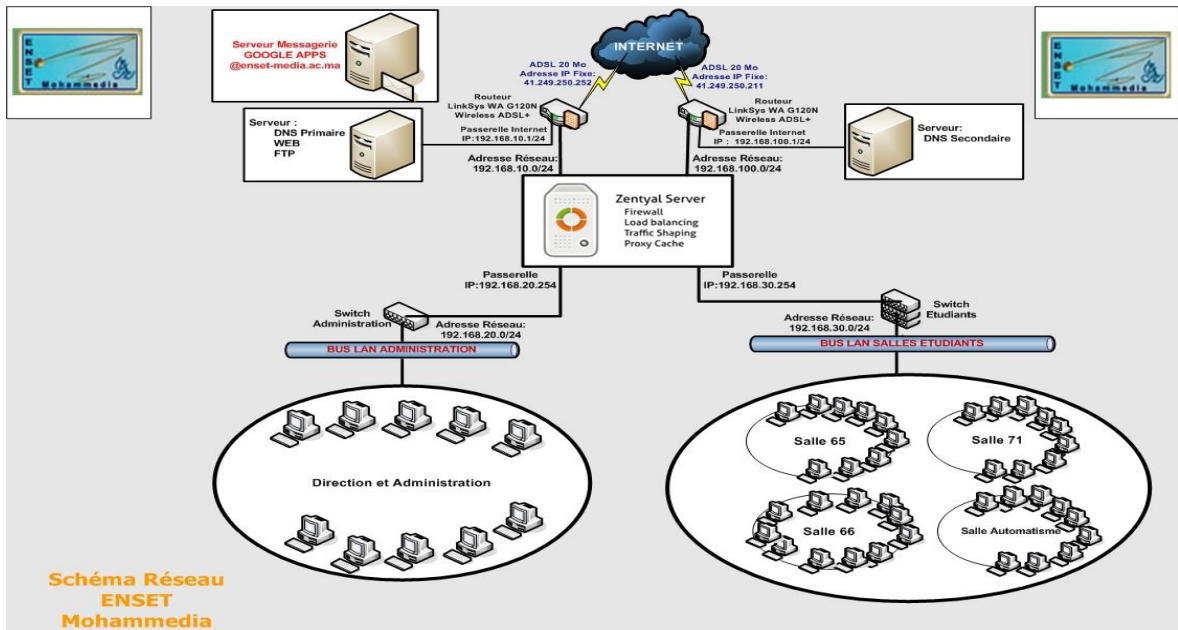 ENSET
Mohammedia
Serveur Messagerie
GOOGLE APPS
@enset-media.ac.ma
INTERNET
ADSL 20 Mo
Adresse IP Fixe:
41.249.250.252
ADSL 20 Mo
Adresse IP Fixe:
41.249.250.211
ENSET
Mohammedia
Routeur
LinkSys WA G120N
Wireless ADSL+
Routeur
LinkSys WA G120N
Wireless ADSL+
Serveur :
DNS Primaire
WEB
FTP
Passerelle Internet
IP:192.168.10.1/24
Passerelle Internet
IP : 192.168.100.1/24
Serveur:
DNS Secondaire
Adresse Réseau:
192.168.10.0/24
Adresse Réseau:
192.168.100.0/24
Zentyal Server
Firewall
Load balancing
Traffic Shaping
Proxy Cache
Passerelle
IP:192.168.20.254
Passerelle
IP:192.168.30.254
Switch
Administration
Adresse Réseau:
192.168.20.0/24
Adresse Réseau:
192.168.30.0/24
Switch
Etudiants
BUS LAN ADMINISTRATION
BUS LAN SALLES ETUDIANTS
Direction et Administration
Salle 65
Salle 71
Salle 66
Salle Automatisme
Schéma Réseau
ENSET
Mohammedia